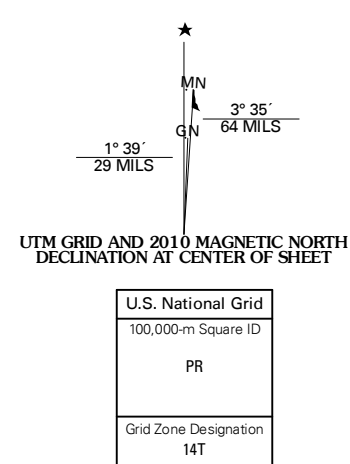 ★
MN
3° 35´
64 MILS
GN
1° 39´
29 MILS
UTM GRID AND 2010 MAGNETIC NORTH
DECLINATION AT CENTER OF SHEET
U.S. National Grid
100,000-m Square ID
PR
Grid Zone Designation
14T